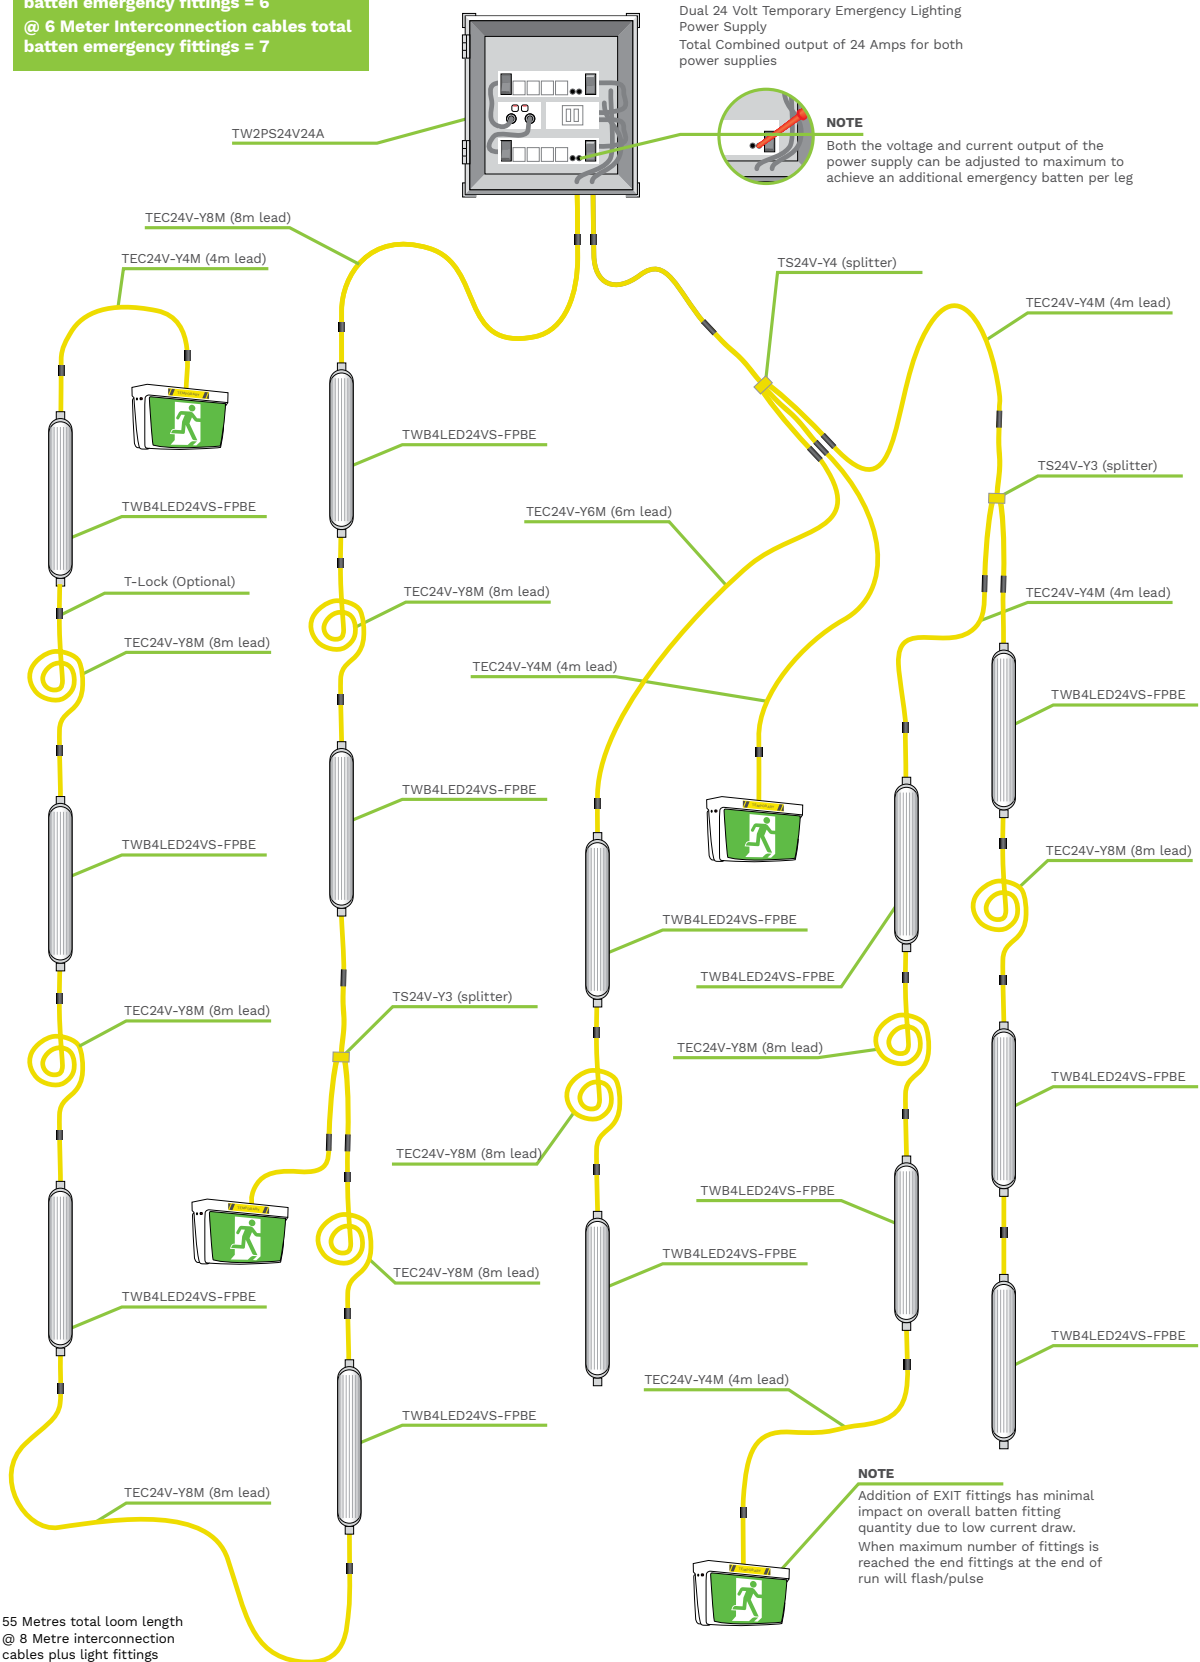 batten emergency fittings = 6
@ 6 Meter Interconnection cables total
batten emergency fittings = 7
Dual 24 Volt Temporary Emergency Lighting
Power Supply
Total Combined output of 24 Amps for both
power supplies
TW2PS24V24A
NOTE
Both the voltage and current output of the
power supply can be adjusted to maximum to
achieve an additional emergency batten per leg
TEC24V-Y8M (8m lead)
TEC24V-Y4M (4m lead)
TS24V-Y4 (splitter)
TEC24V-Y4M (4m lead)
TWB4LED24VS-FPBE
TS24V-Y3 (splitter)
TWB4LED24VS-FPBE
TEC24V-Y6M (6m lead)
T-Lock (Optional)
TEC24V-Y8M (8m lead)
TEC24V-Y4M (4m lead)
TEC24V-Y8M (8m lead)
TEC24V-Y4M (4m lead)
TWB4LED24VS-FPBE
TWB4LED24VS-FPBE
TWB4LED24VS-FPBE
TEC24V-Y8M (8m lead)
TWB4LED24VS-FPBE
TWB4LED24VS-FPBE
TEC24V-Y8M (8m lead)
TS24V-Y3 (splitter)
TEC24V-Y8M (8m lead)
TWB4LED24VS-FPBE
TEC24V-Y8M (8m lead)
TWB4LED24VS-FPBE
TWB4LED24VS-FPBE
TEC24V-Y8M (8m lead)
TWB4LED24VS-FPBE
TWB4LED24VS-FPBE
TEC24V-Y4M (4m lead)
TWB4LED24VS-FPBE
NOTE
Addition of EXIT fittings has minimal
impact on overall batten fitting
quantity due to low current draw.
When maximum number of fittings is
reached the end fittings at the end of
run will flash/pulse
TEC24V-Y8M (8m lead)
55 Metres total loom length
@ 8 Metre interconnection
cables plus light fittings